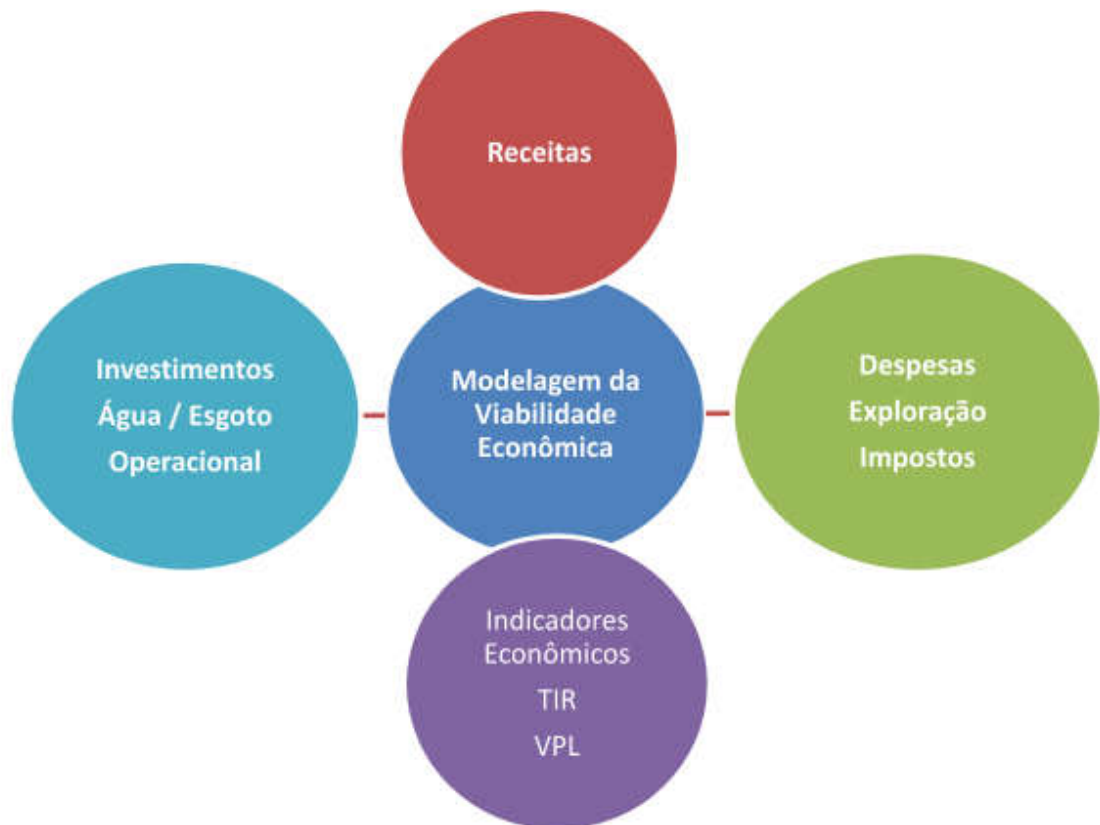 Receitas
Investimentos
Água / Esgoto
Operacional
Modelagem da
Viabilidade
Econômica
Despesas
Exploração
Impostos
Indicadores
Econômicos
TIR
VPL